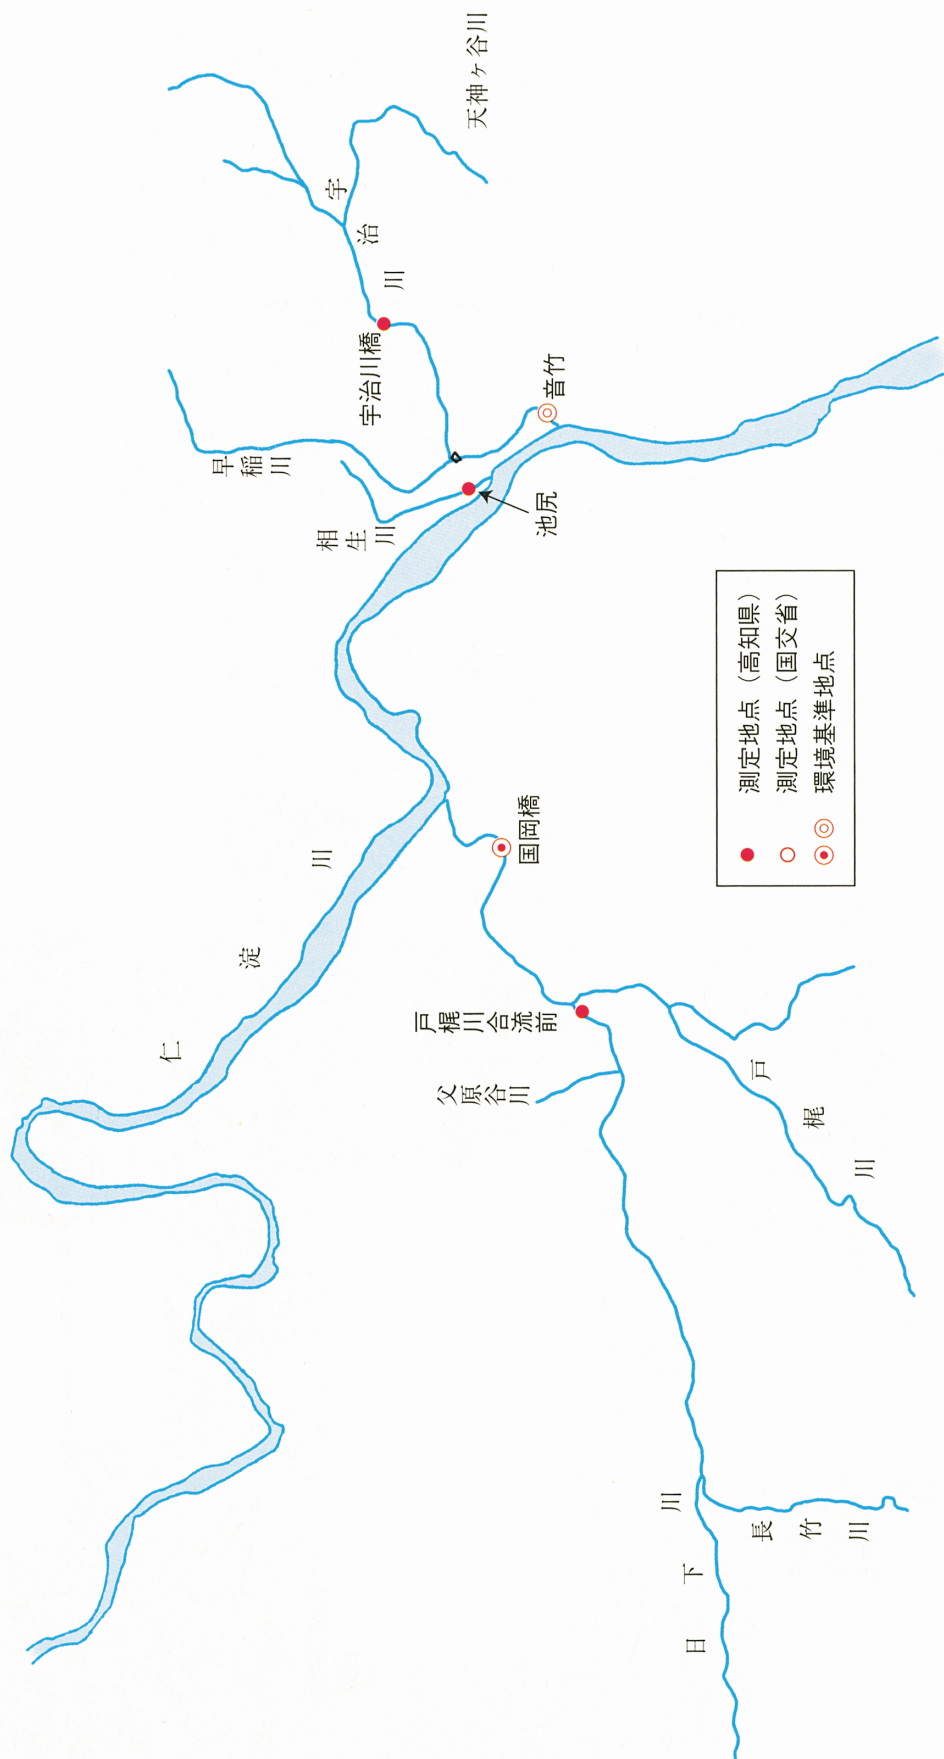 天神ヶ谷川
宇治川
宇治川橋
早稲川
相生川
音竹
池尻
仁淀川
国岡橋
戸梶川合流前
父原谷川
戸梶川
日下川
長竹川
測定地点（高知県）
測定地点（国交省）
環境基準地点